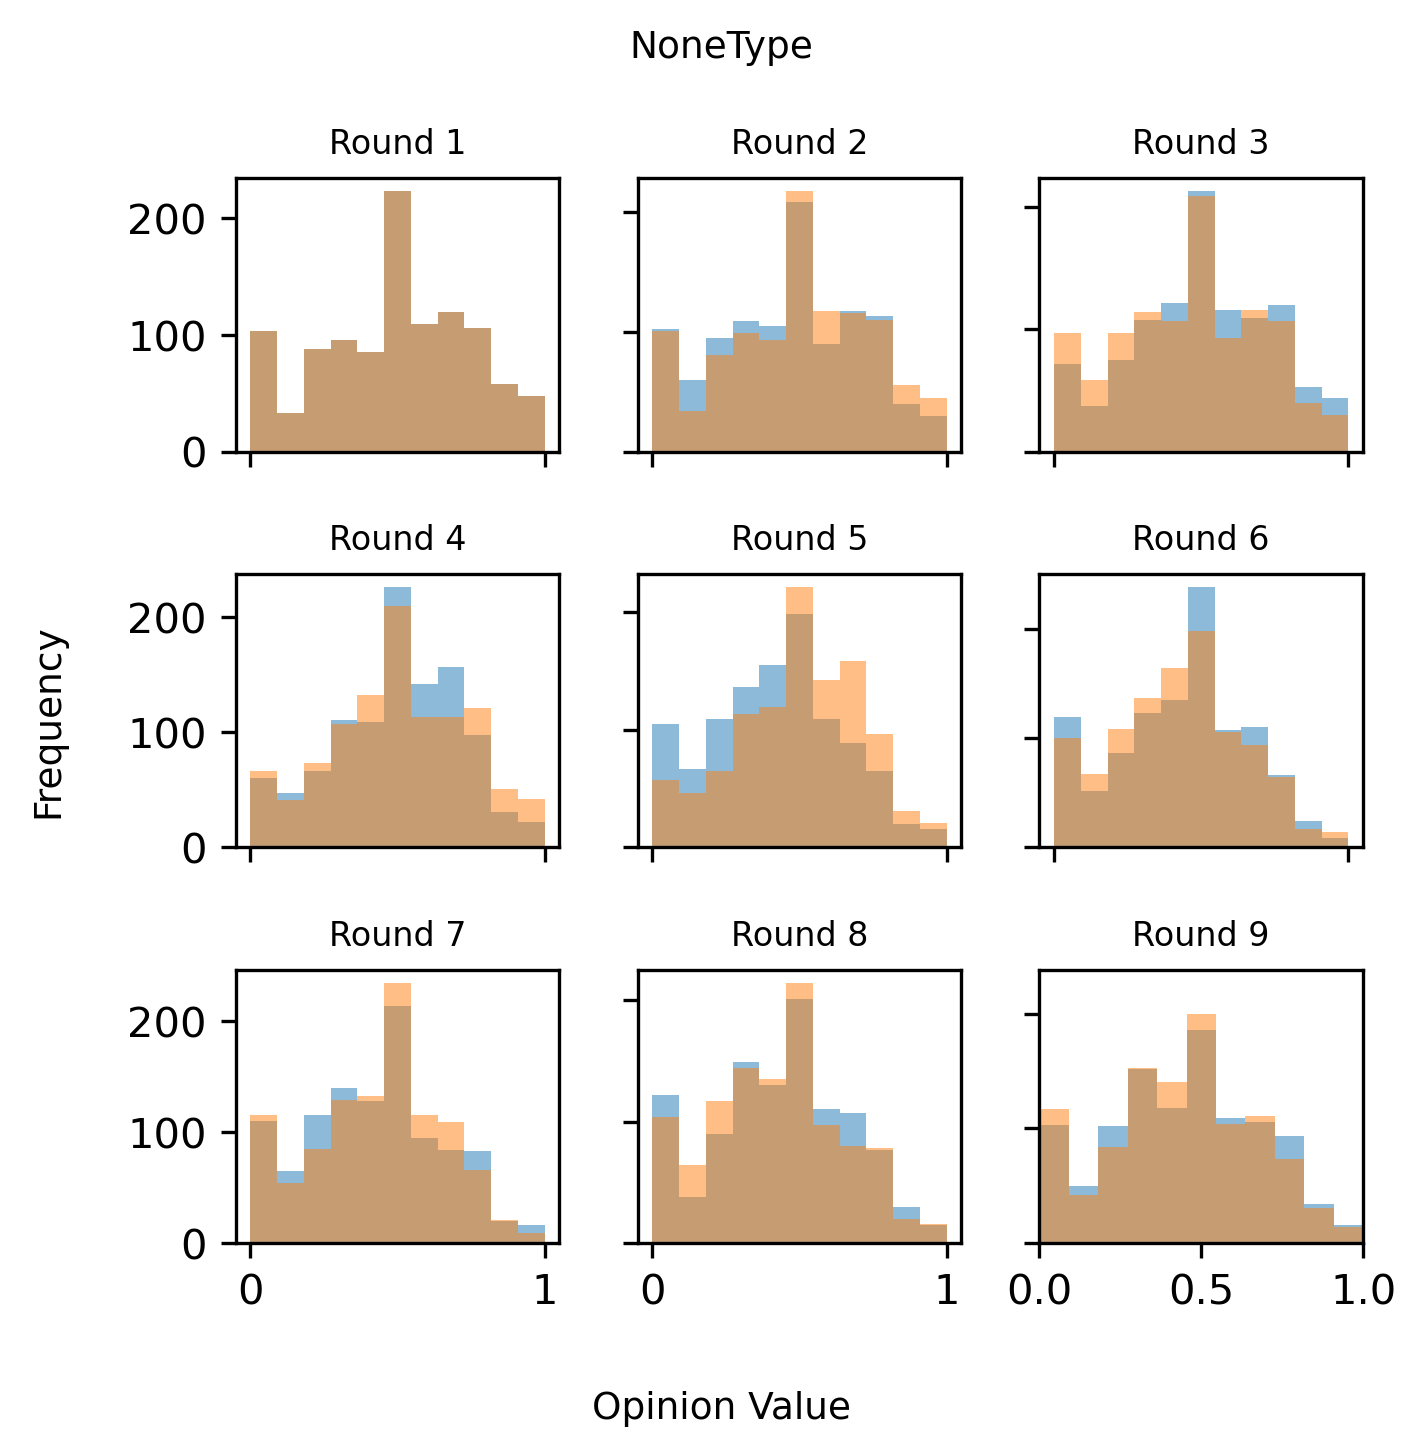 NoneType
Round 1
Round 2
Round 3
200
100
0
Round 4
Round 5
Round 6
200
100
0
Frequency
Round 7
Round 8
Round 9
200
100
0
0 1
0 1
0.0 0.5 1.0
Opinion Value